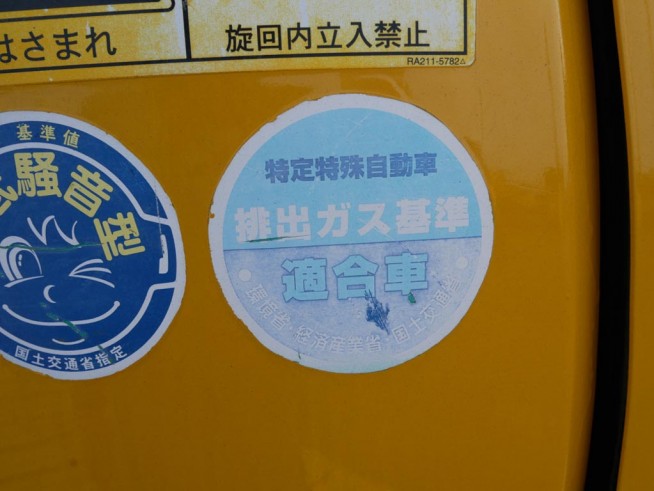 はさまれ
旋回内立入禁止
RA211-5782△
基準値
低騒音型
国土交通省指定
特定特殊自動車
排出ガス基準
適合車
環境省・経済産業省・国土交通省